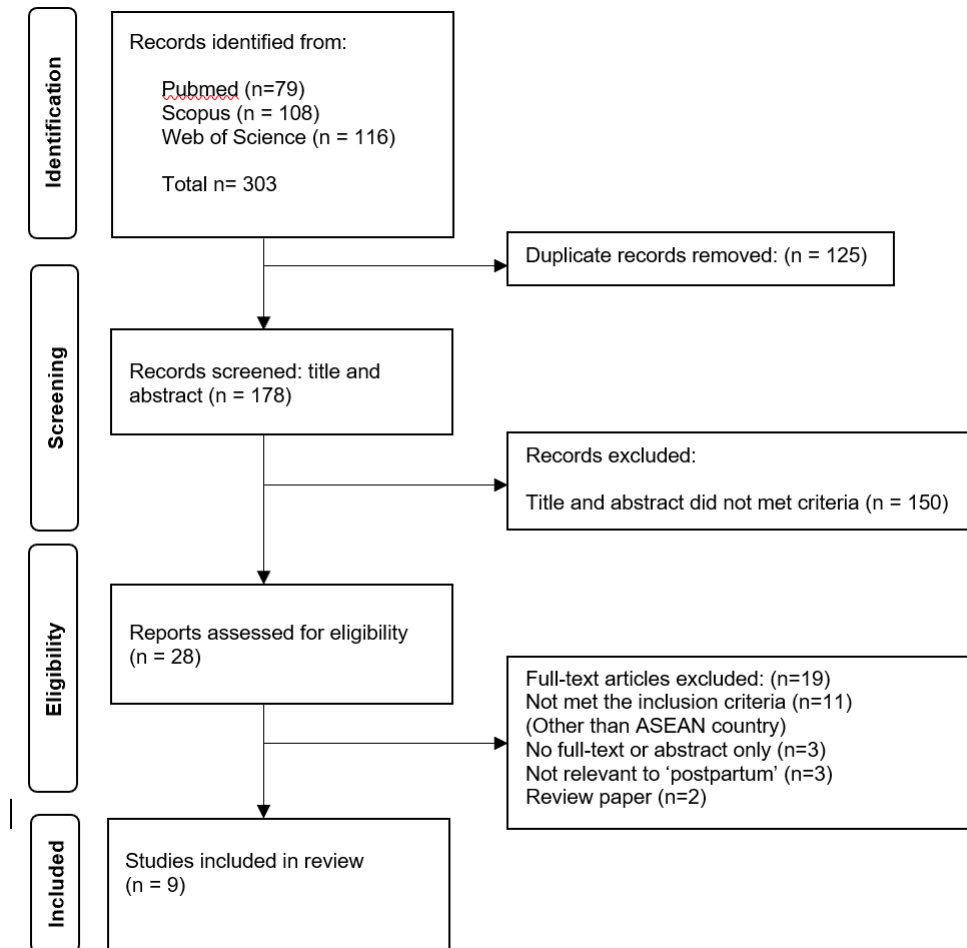 Identification
Records identified from:
Pubmed (n=79)
Scopus (n = 108)
Web of Science (n = 116)
Total n= 303
Duplicate records removed: (n = 125)
Screening
Records screened: title and
abstract (n = 178)
Records excluded:
Title and abstract did not met criteria (n = 150)
Eligibility
Reports assessed for eligibility
(n = 28)
Full-text articles excluded: (n=19)
Not met the inclusion criteria (n=11)
(Other than ASEAN country)
No full-text or abstract only (n=3)
Not relevant to ‘postpartum’ (n=3)
Review paper (n=2)
Included
Studies included in review
(n = 9)